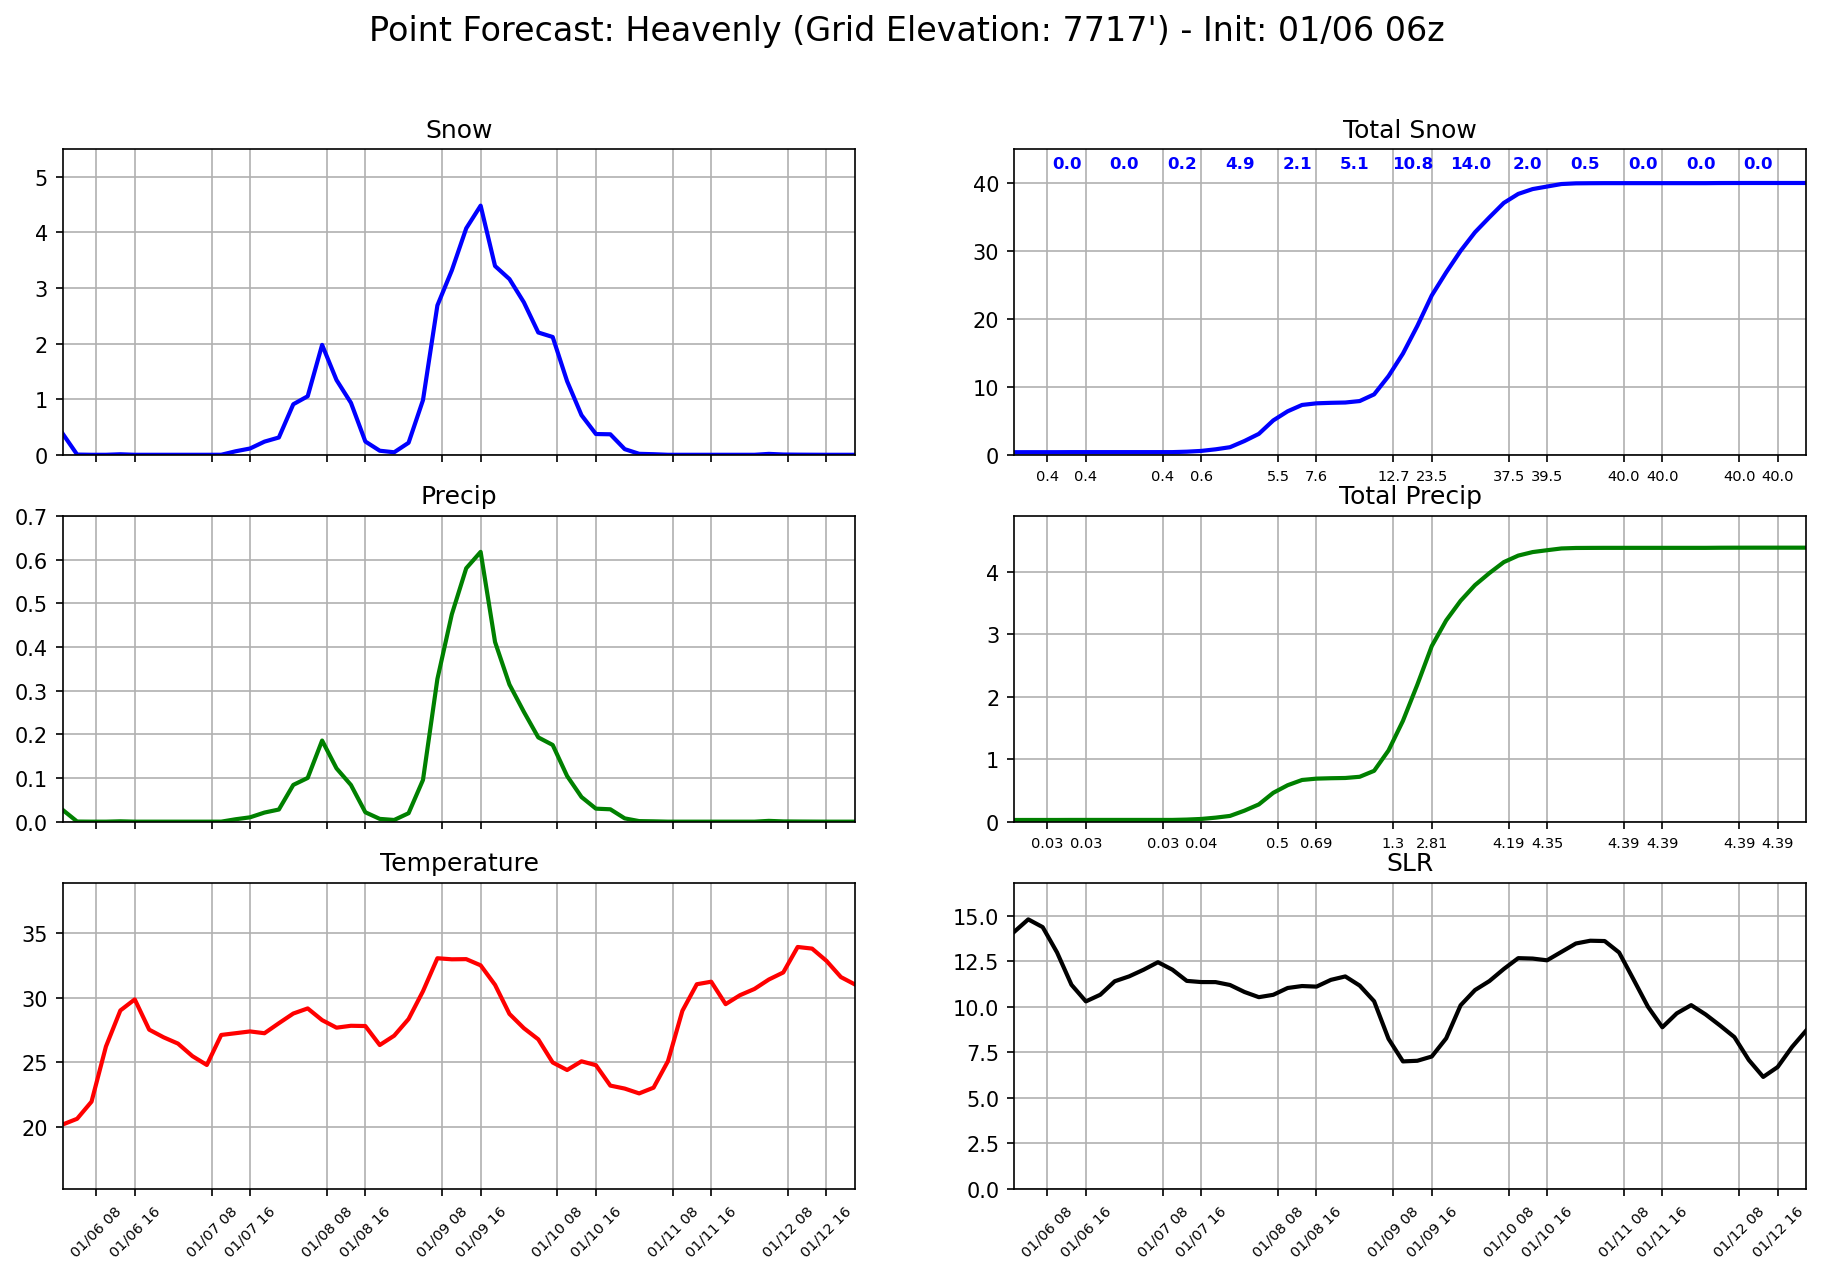 Point Forecast: Heavenly (Grid Elevation: 7717') - Init: 01/06 06z
Snow
5
4
3
2
1
0
Total Snow
0.0 0.0 0.2 4.9 2.1 5.1 10.8 14.0 2.0 0.5 0.0 0.0 0.0
40
30
20
10
0
0.4 0.4 0.4 0.6 5.5 7.6 12.7 23.5 37.5 39.5 40.0 40.0 40.0 40.0
Precip
0.7
0.6
0.5
0.4
0.3
0.2
0.1
0.0
Total Precip
4
3
2
1
0
0.03 0.03 0.03 0.04 0.5 0.69 1.3 2.81 4.19 4.35 4.39 4.39 4.39 4.39
Temperature
35
30
25
20
01/06 08 01/06 16 01/07 08 01/07 16 01/08 08 01/08 16 01/09 08 01/09 16 01/10 08 01/10 16 01/11 08 01/11 16 01/12 08 01/12 16
SLR
15.0
12.5
10.0
7.5
5.0
2.5
0.0
01/06 08 01/06 16 01/07 08 01/07 16 01/08 08 01/08 16 01/09 08 01/09 16 01/10 08 01/10 16 01/11 08 01/11 16 01/12 08 01/12 16